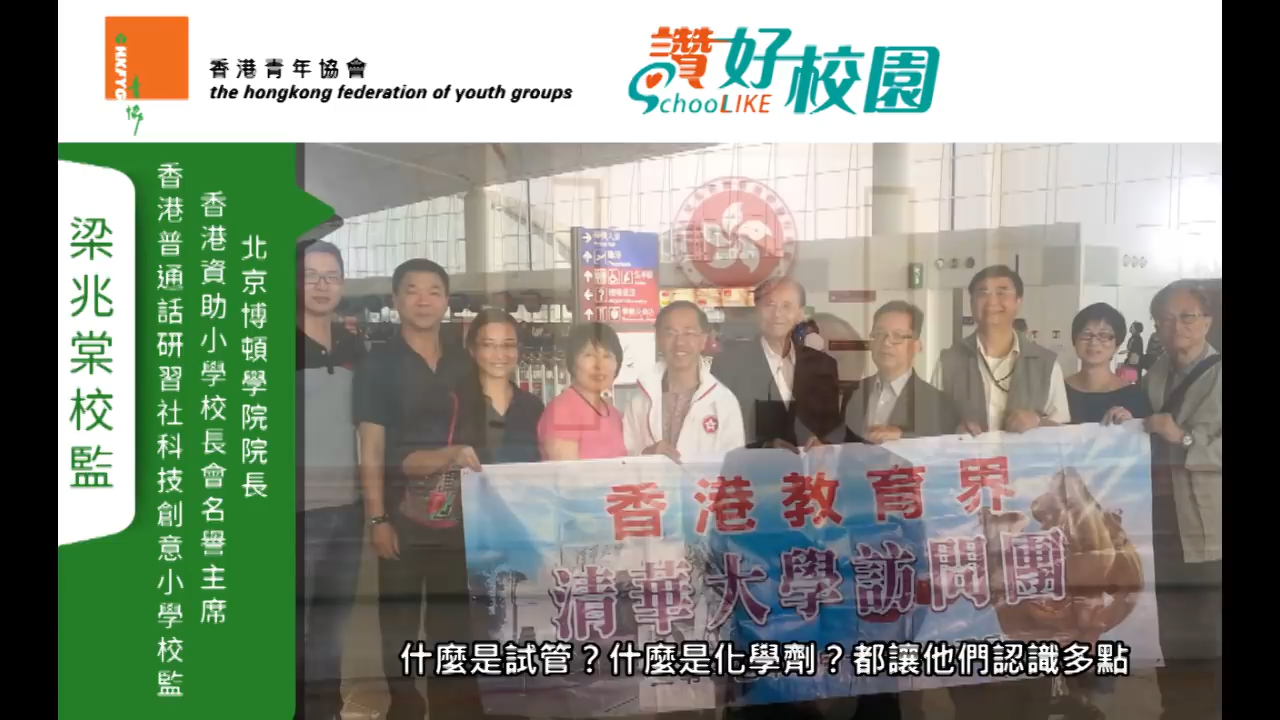 HKFYG
青協
香港青年協會
the hongkong federation of youth groups
讚好校園
SchooLIKE
梁兆棠校監
香港普通話研習社科技創意小學校監
香港資助小學校長會名譽主席
北京博頓學院院長
香港教育界
清華大學訪問團
什麼是試管？什麼是化學劑？都讓他們認識多點